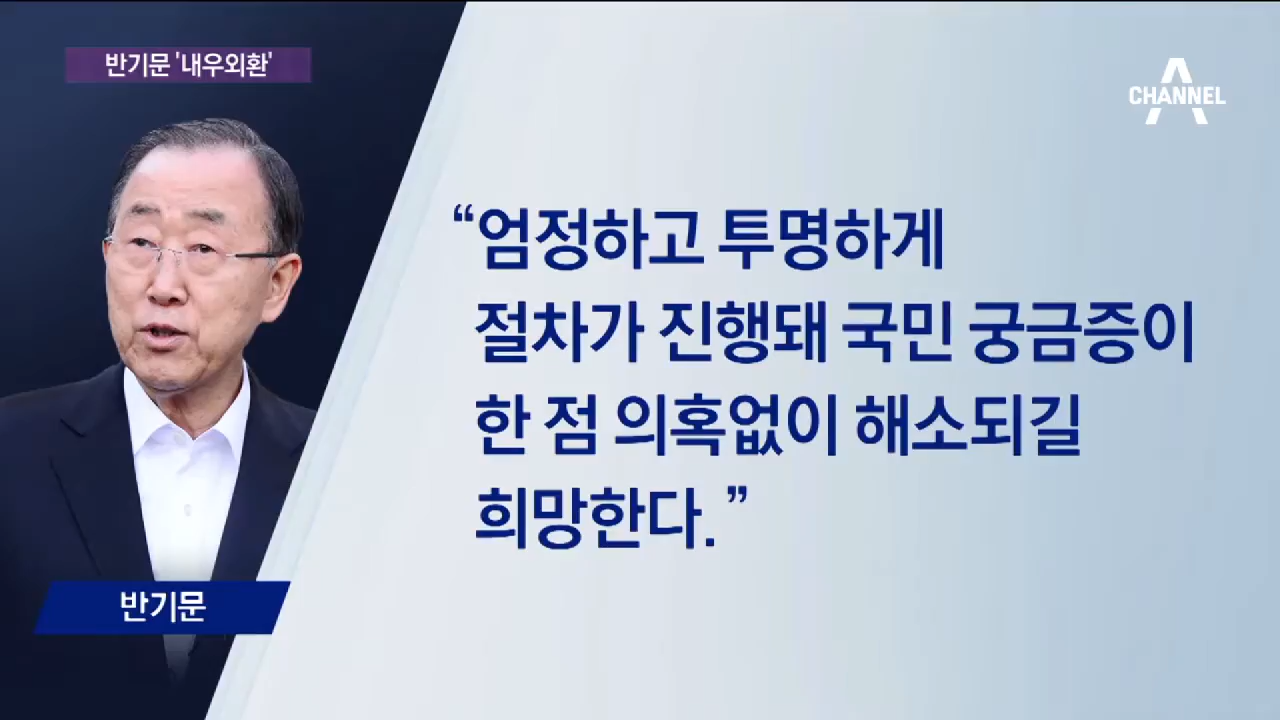 반기문 '내우외환'
CHANNEL A
“엄정하고 투명하게
절차가 진행돼 국민 궁금증이
한 점 의혹없이 해소되길
희망한다.”
반기문